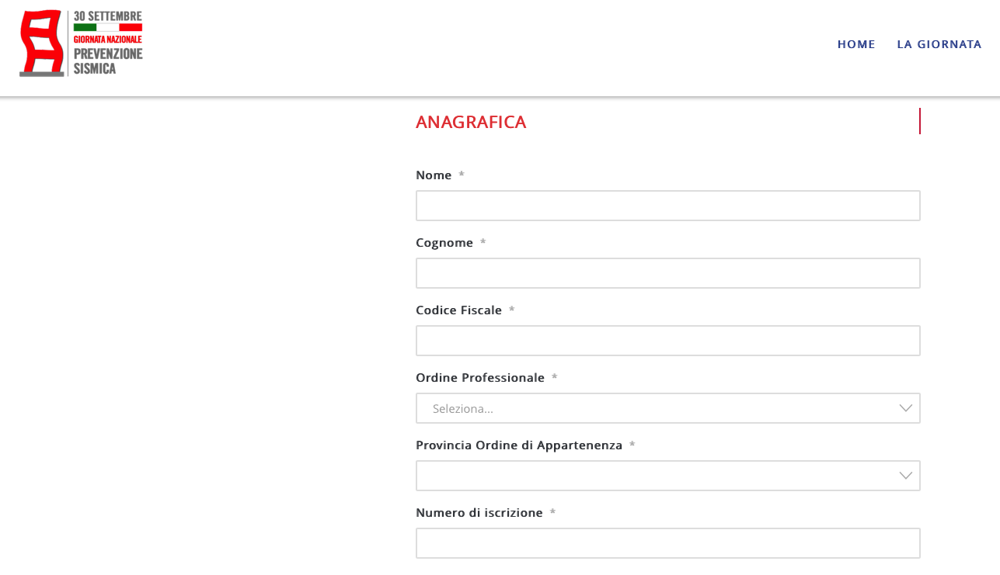 30 SETTEMBRE
GIORNATA NAZIONALE
PREVENZIONE
SISMICA
HOME LA GIORNATA
ANAGRAFICA
Nome *
Cognome *
Codice Fiscale *
Ordine Professionale *
Seleziona...
Provincia Ordine di Appartenenza *
Numero di iscrizione *